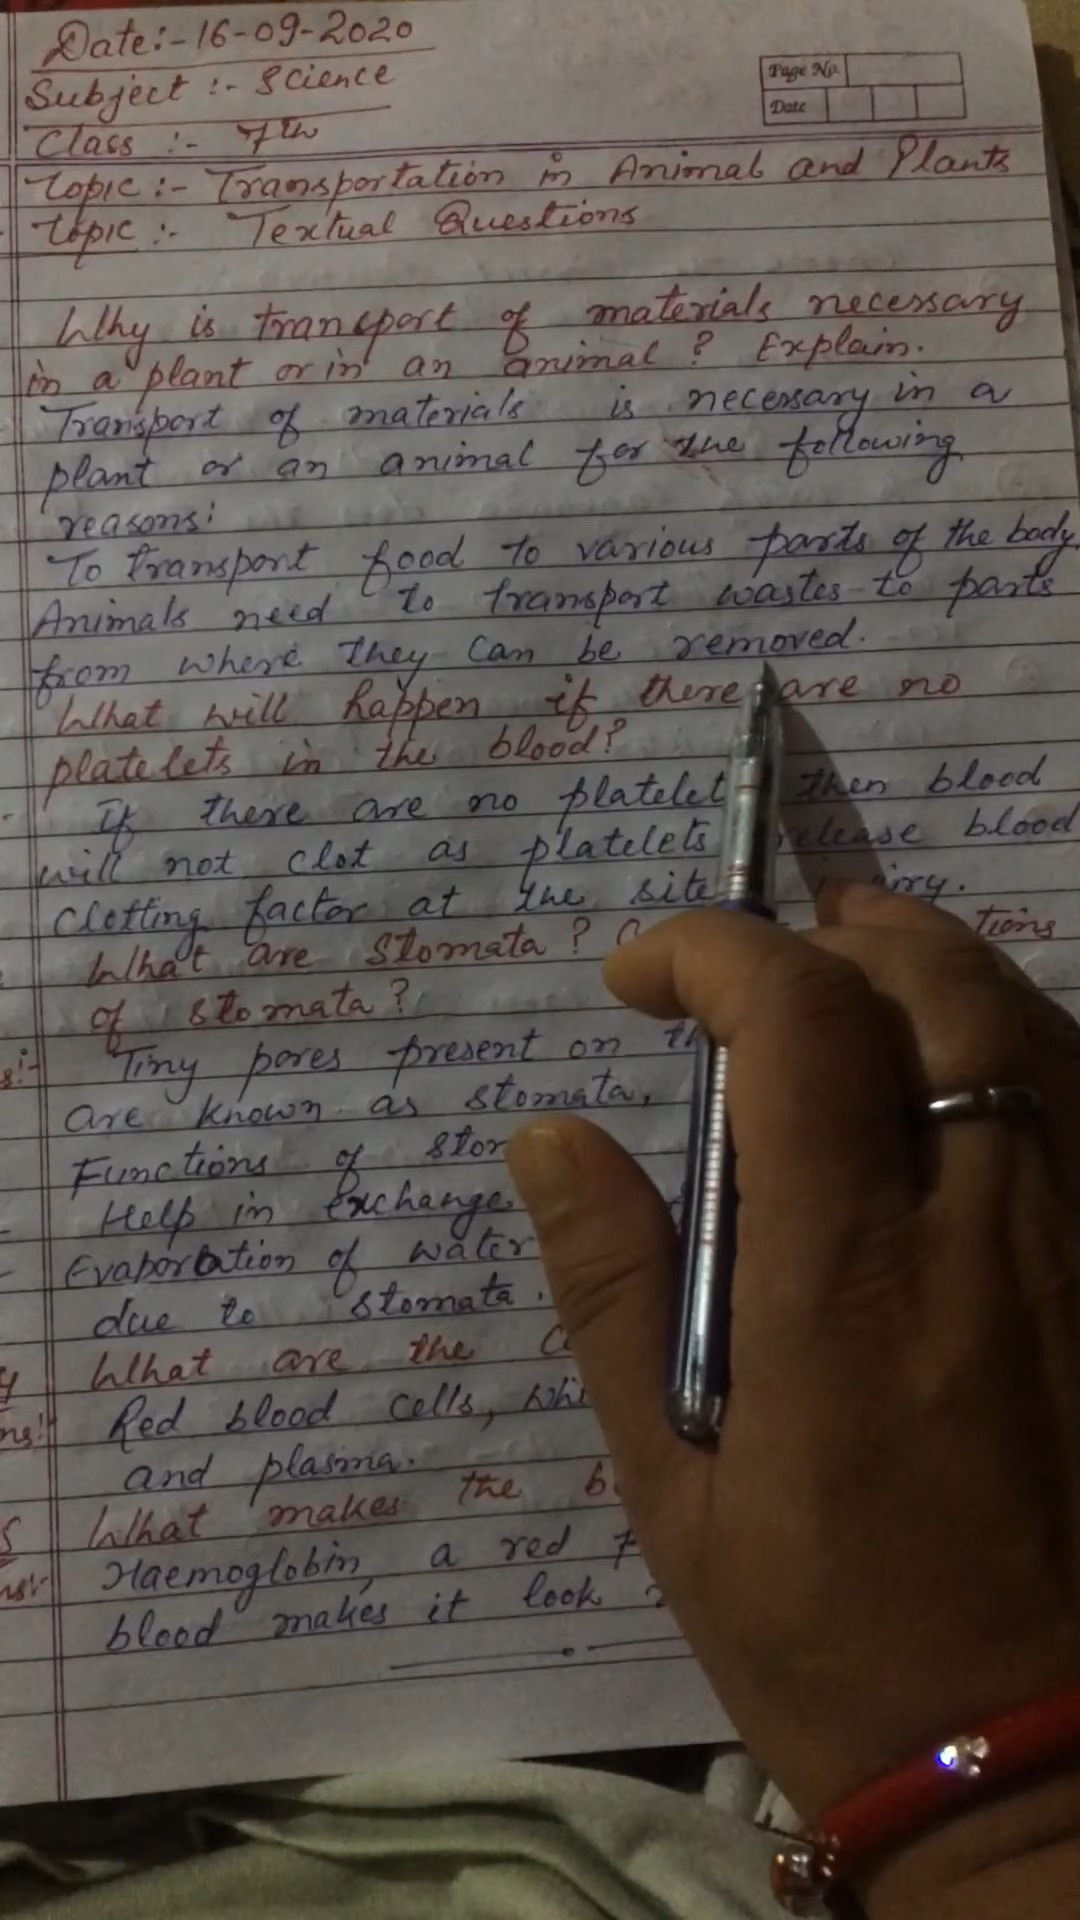 Date:- 16-09-2020
Subject :- Science
Class :- 7th
Page No.
Date
Topic :- Transportation in Animal and Plants
Topic :- Textual Questions
Why is transport of materials necessary
in a plant or in an animal? Explain.
Transport of materials is necessary in a
plant or an animal for the following
reasons:
To transport food to various parts of the body.
Animals need to transport wastes to parts
from where they can be removed.
What will happen if there are no
platelets in the blood?
If there are no platelet then blood
will not clot as platelets release blood
clotting factor at the site
What are stomata?
of stomata?
Tiny pores present on
are known as stomata.
Functions of
Help in exchange
Evaporation of water
due to stomata.
What are the
Red blood cells,
and plasma.
What makes the
Haemoglobin, a red
blood makes it look